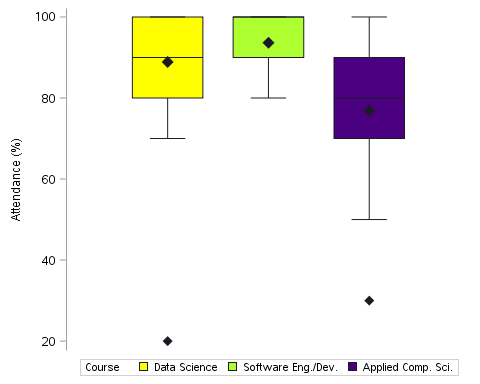 100
80
60
40
20
Attendance (%)
Course Data Science Software Eng./Dev. Applied Comp. Sci.